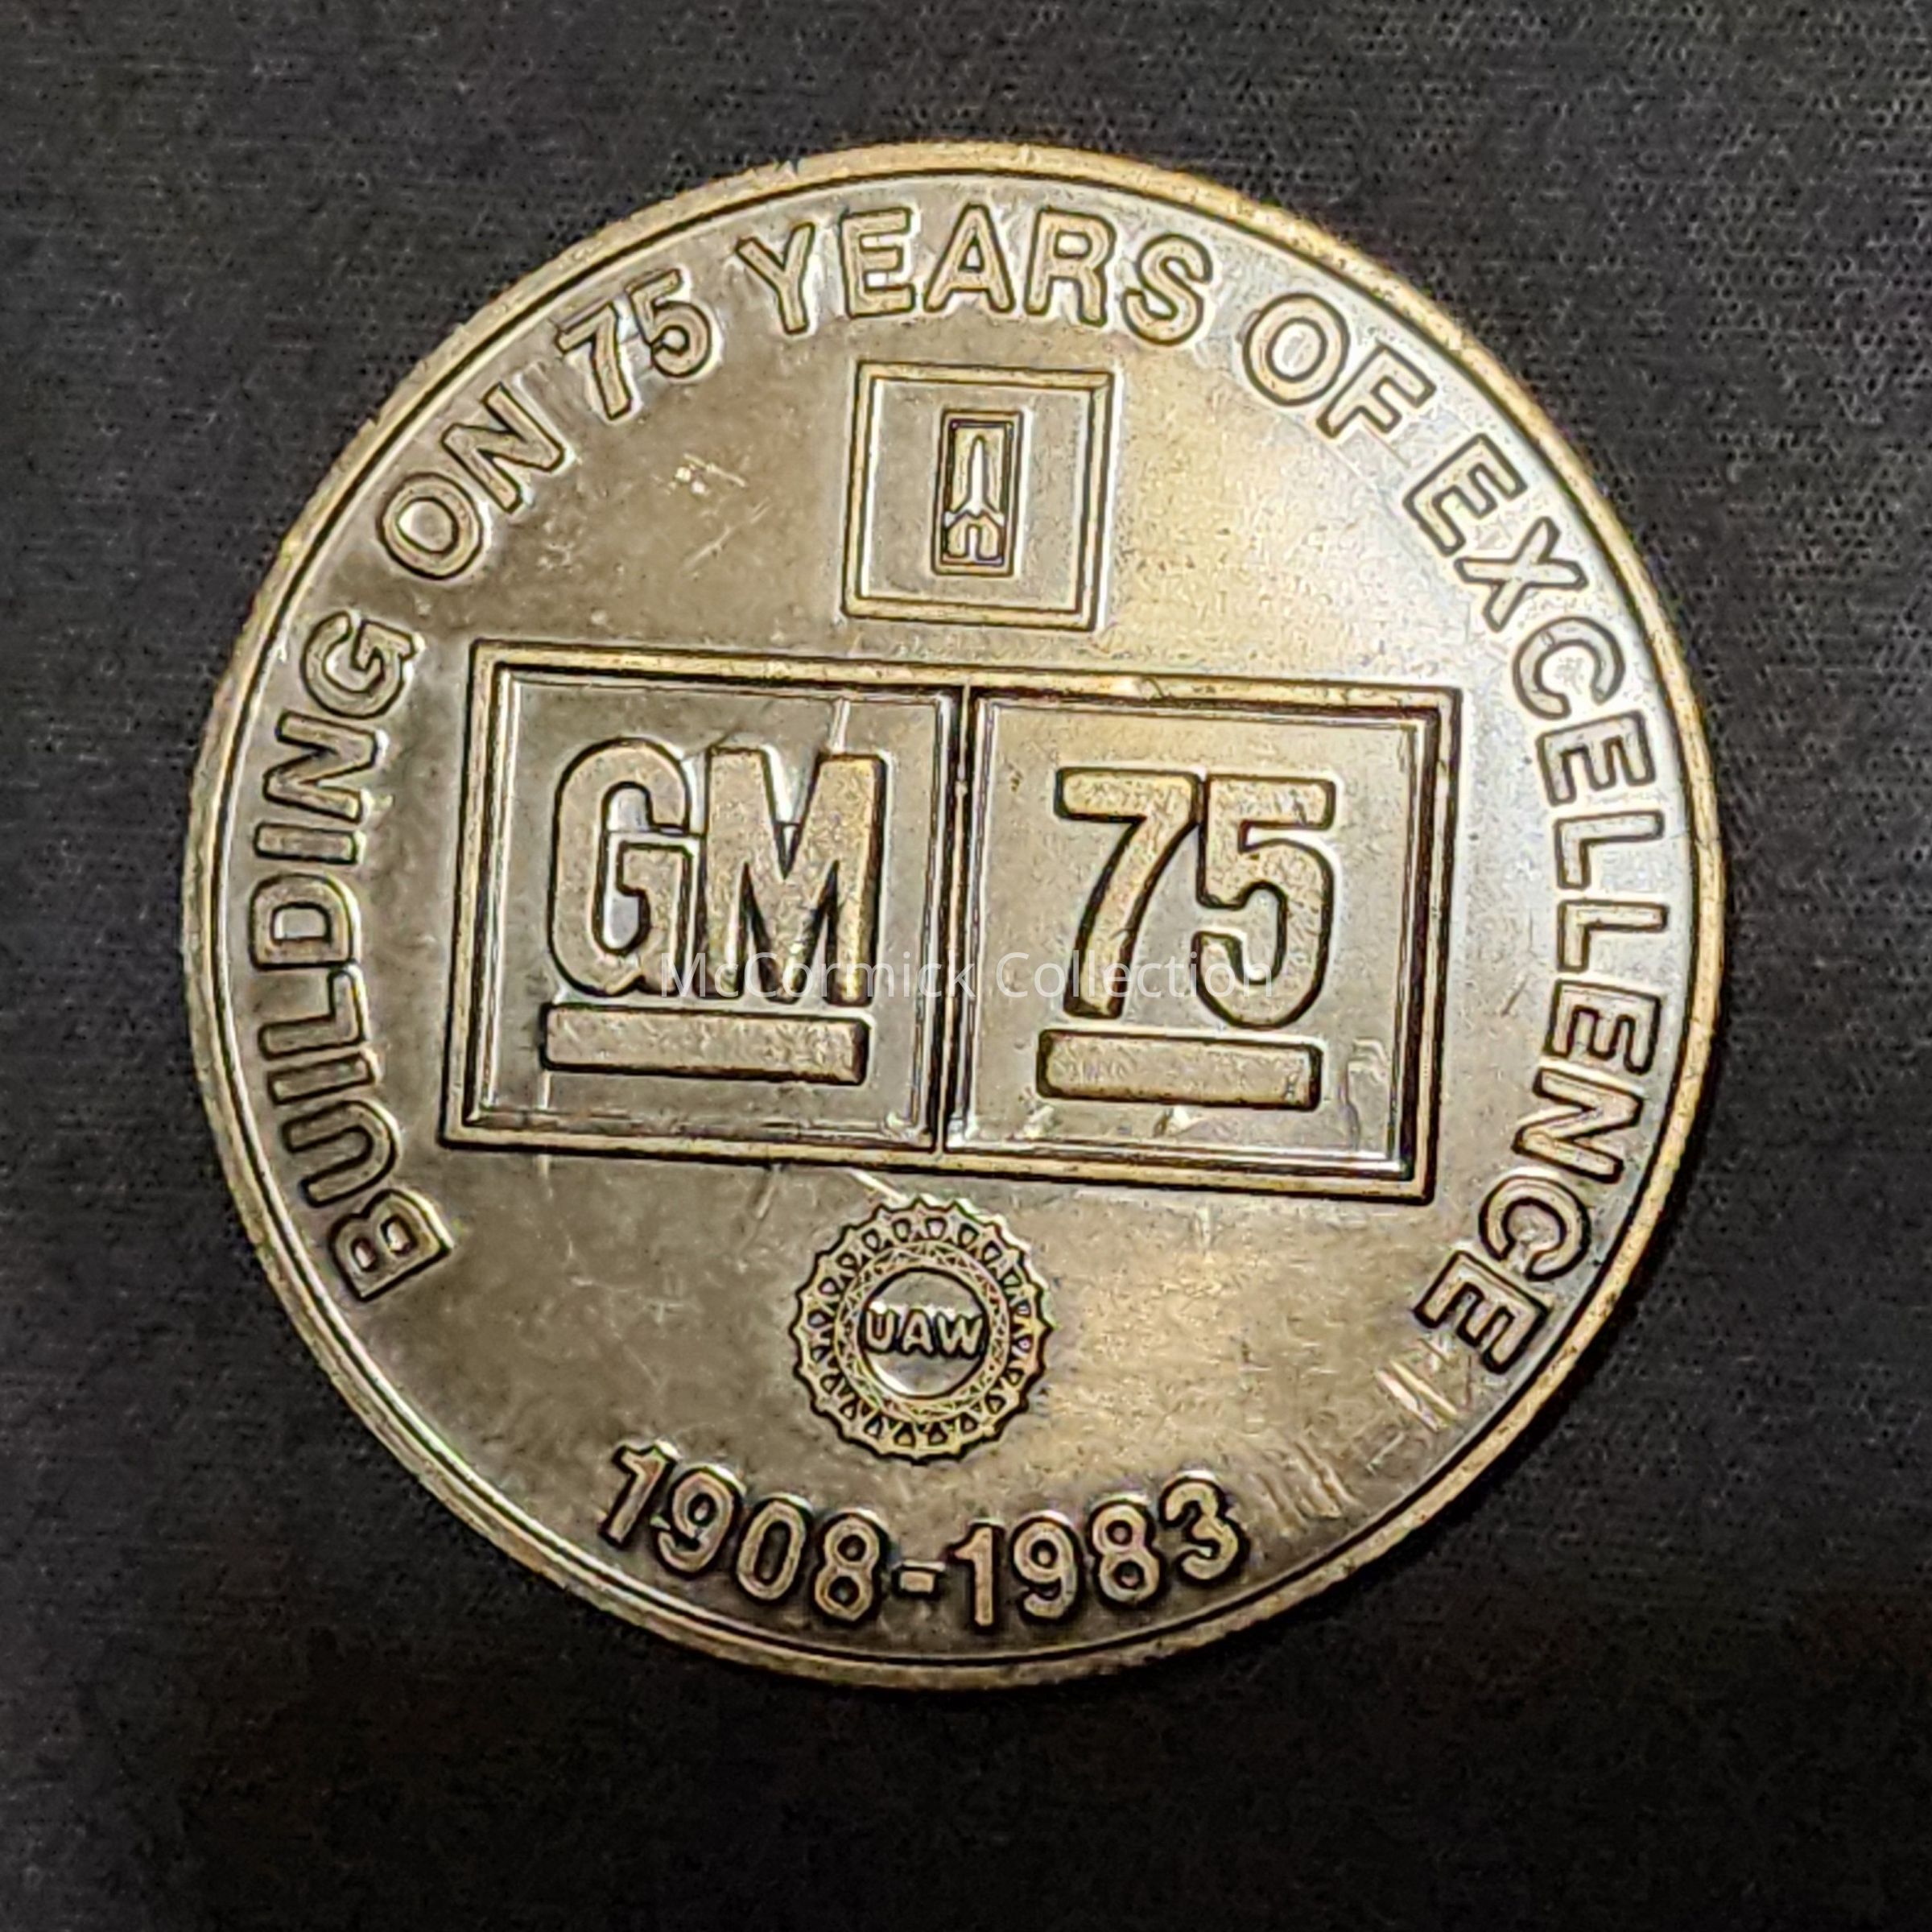 BUILDING ON 75 YEARS OF EXCELLENCE
GM 75
McCormick Collection
UAW
1908-1983